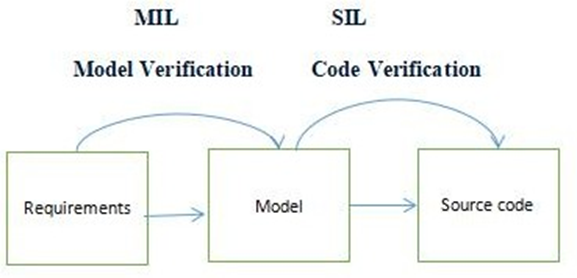 MIL
SIL
Model Verification
Code Verification
Requirements
Model
Source code